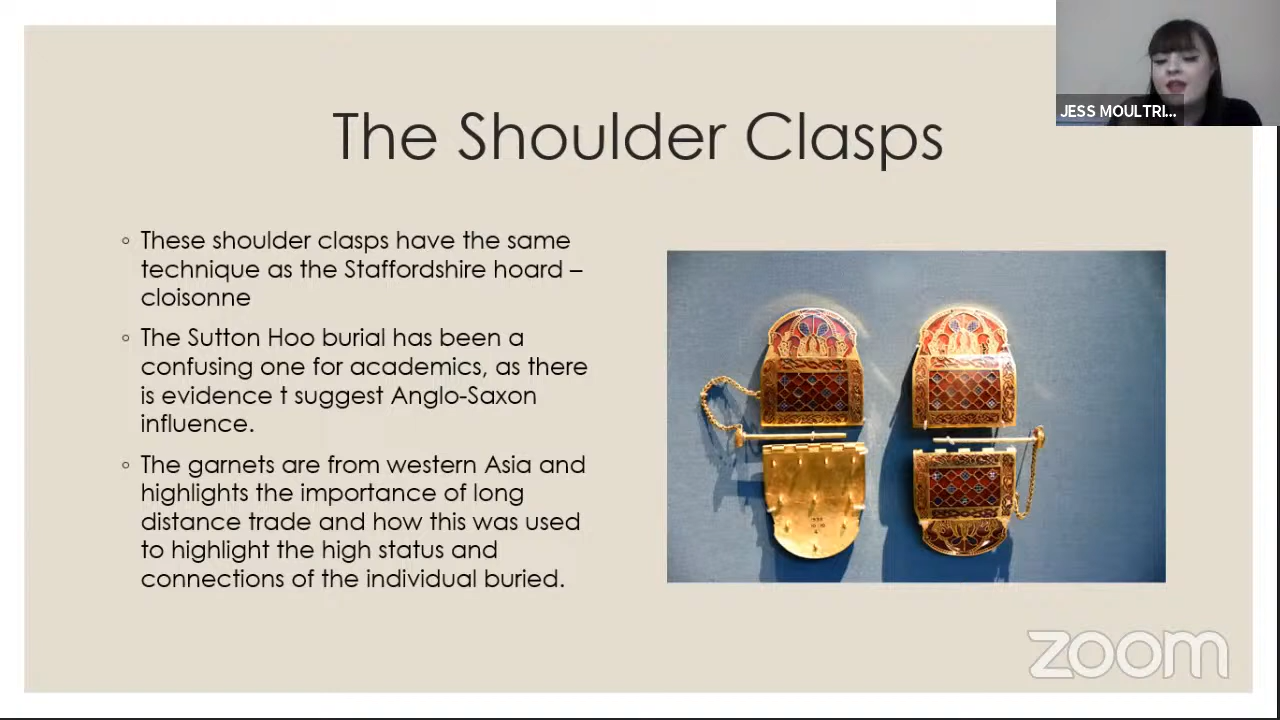 JESS MOULTRI...
The Shoulder Clasps
◦ These shoulder clasps have the same
technique as the Staffordshire hoard –
cloisonne
◦ The Sutton Hoo burial has been a
confusing one for academics, as there
is evidence t suggest Anglo-Saxon
influence.
◦ The garnets are from western Asia and
highlights the importance of long
distance trade and how this was used
to highlight the high status and
connections of the individual buried.
zoom